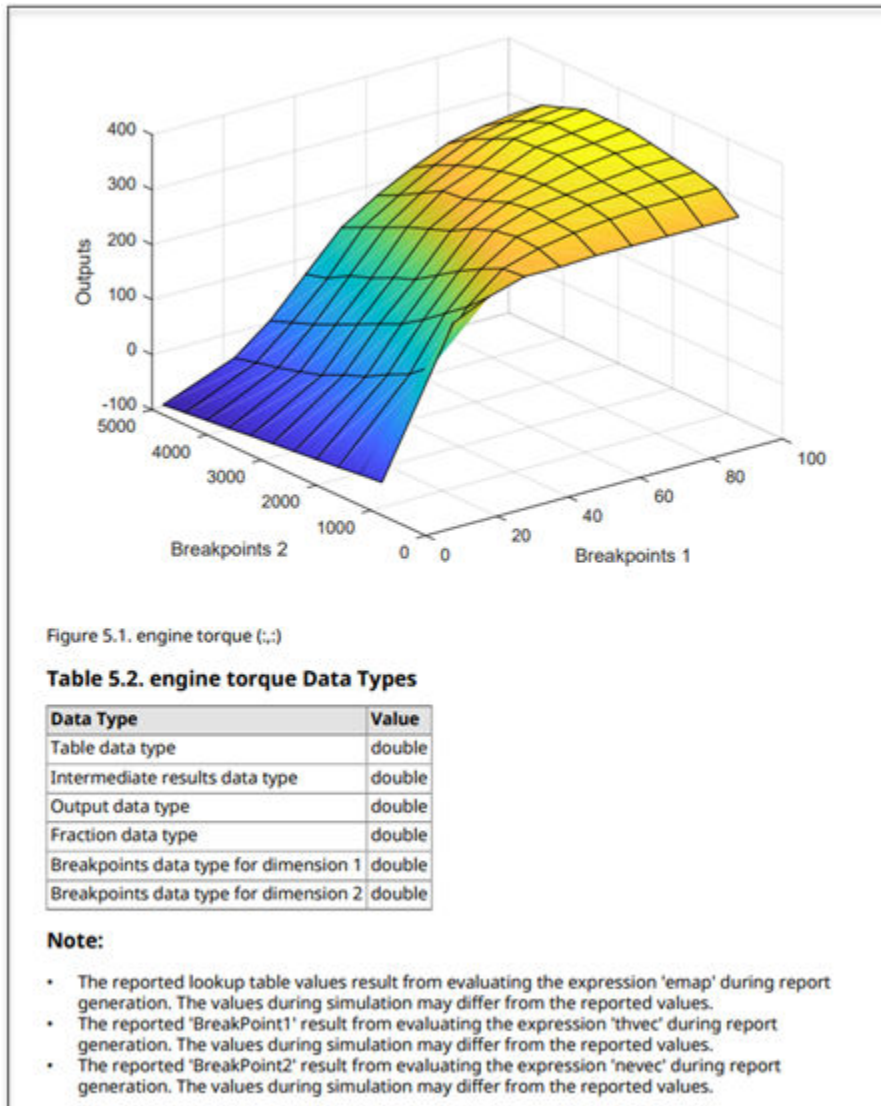 400
300
200
100
0
-100
Outputs
5000
4000
3000
2000
1000
0
Breakpoints 2
0
20
40
60
80
100
Breakpoints 1
Figure 5.1. engine torque (:,:)
Table 5.2. engine torque Data Types
Data Type Value
Table data type double
Intermediate results data type double
Output data type double
Fraction data type double
Breakpoints data type for dimension 1 double
Breakpoints data type for dimension 2 double
Note:
• The reported lookup table values result from evaluating the expression 'emap' during report
generation. The values during simulation may differ from the reported values.
• The reported 'BreakPoint1' result from evaluating the expression 'thvec' during report
generation. The values during simulation may differ from the reported values.
• The reported 'BreakPoint2' result from evaluating the expression 'nevec' during report
generation. The values during simulation may differ from the reported values.